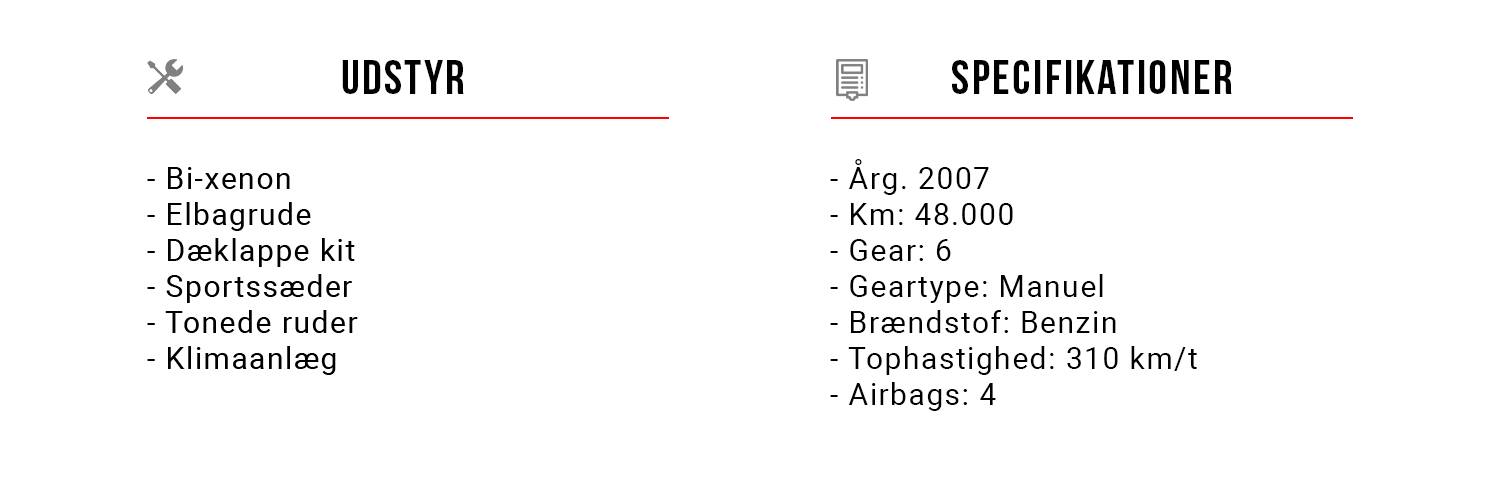 UDSTYR
- Bi-xenon
- Elbagrude
- Dæklappe kit
- Sportssæder
- Tonede ruder
- Klimaanlæg
SPECIFIKATIONER
- Årg. 2007
- Km: 48.000
- Gear: 6
- Geartype: Manuel
- Brændstof: Benzin
- Tophastighed: 310 km/t
- Airbags: 4